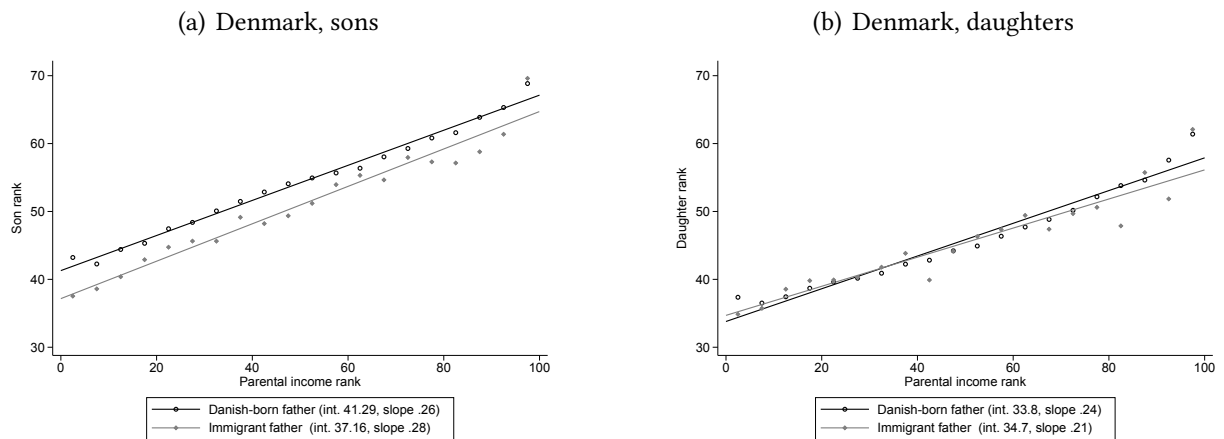 (a) Denmark, sons
70
60
50
40
30
Son rank
0 20 40 60 80 100
Parental income rank
Danish-born father (int. 41.29, slope .26)
Immigrant father  (int. 37.16, slope .28)
(b) Denmark, daughters
70
60
50
40
30
Daughter rank
0 20 40 60 80 100
Parental income rank
Danish-born father (int. 33.8, slope .24)
Immigrant father  (int. 34.7, slope .21)